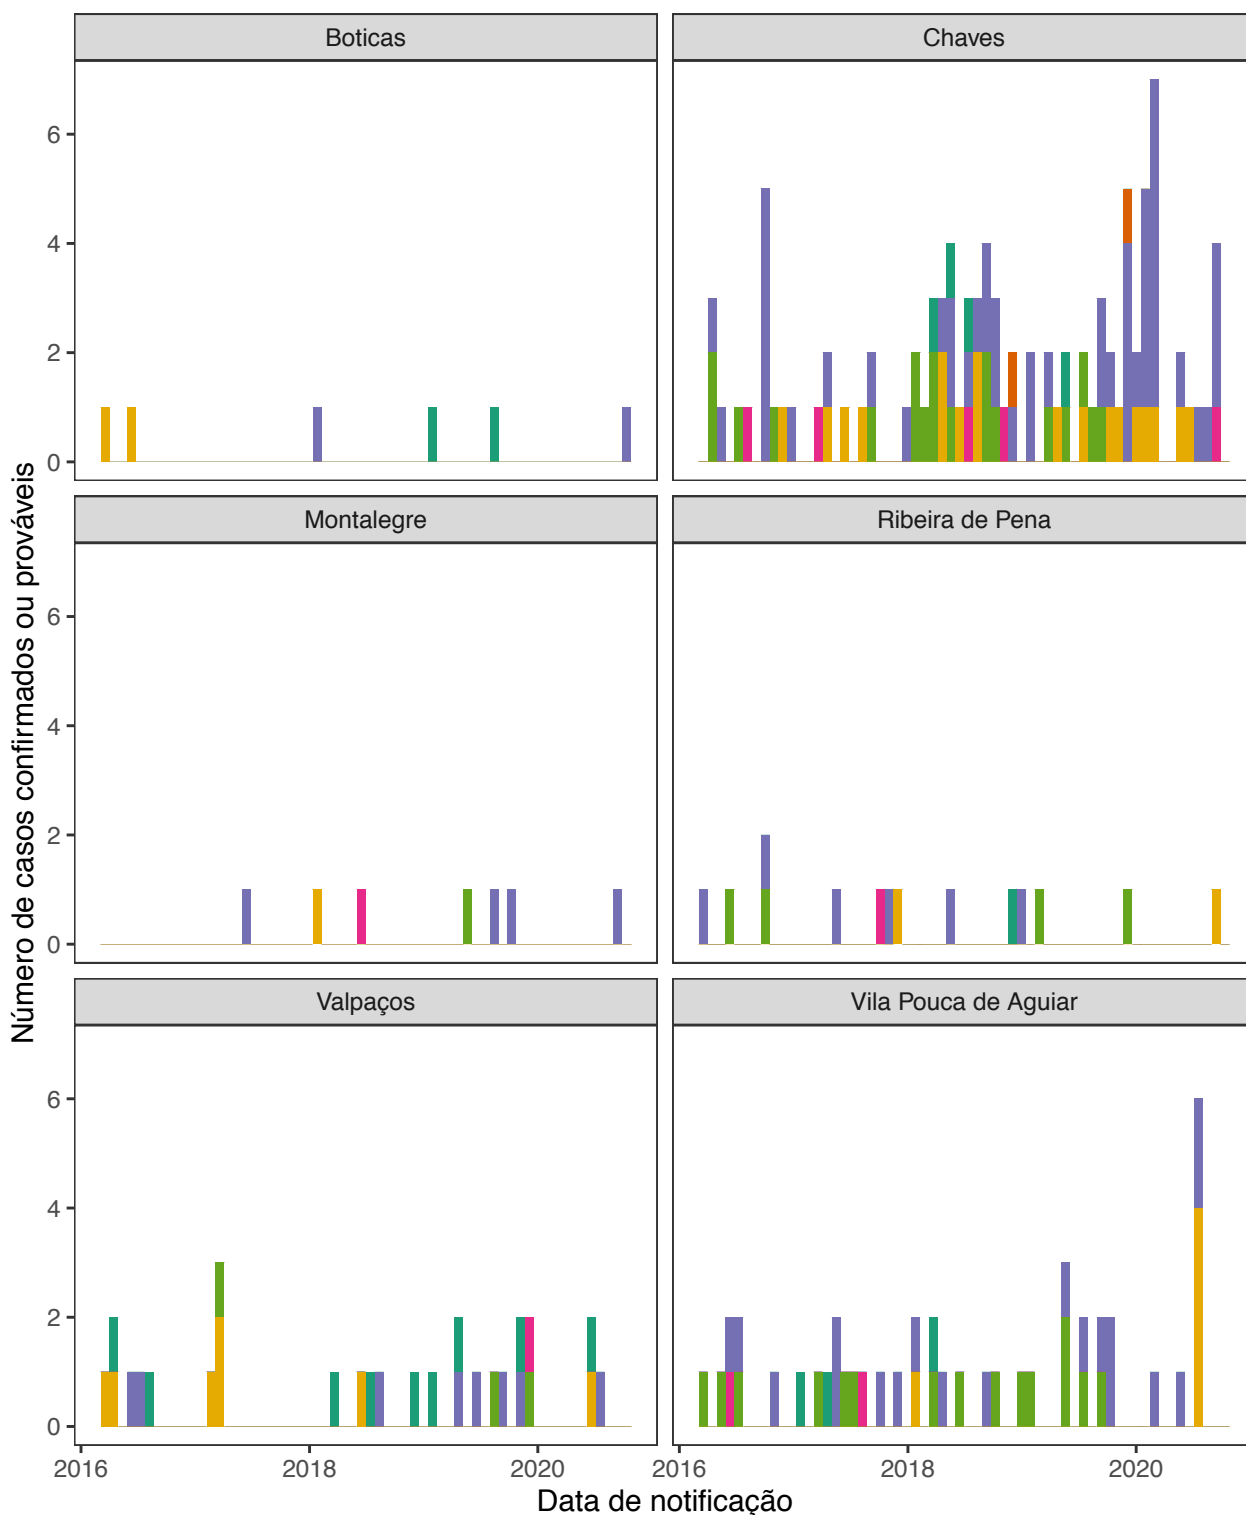 Boticas
Chaves
6
4
2
0
Montalegre
Ribeira de Pena
6
4
2
0
Número de casos confirmados ou prováveis
Valpaços
Vila Pouca de Aguiar
6
4
2
0
2016
2018
2020
2016
2018
2020
Data de notificação